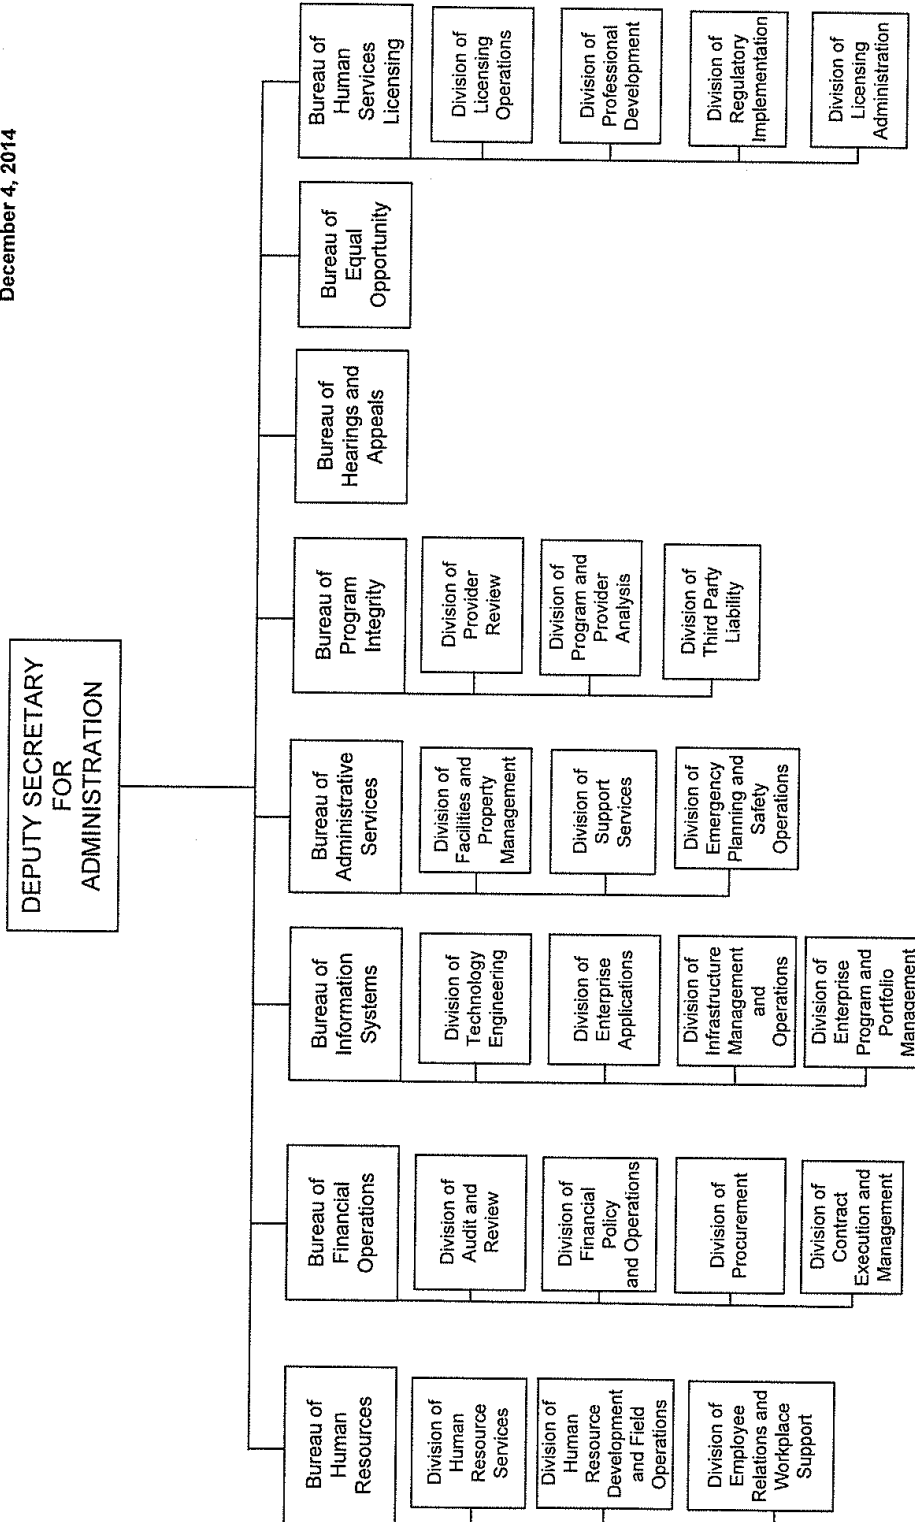 December 4, 2014
DEPUTY SECRETARY
FOR
ADMINISTRATION
Bureau of
Human
Resources
Division of
Human
Resource
Services
Division of
Human
Resource
Development
and Field
Operations
Division of
Employee
Relations and
Workplace
Support
Bureau of
Financial
Operations
Division of
Audit and
Review
Division of
Financial
Policy
and Operations
Division of
Procurement
Division of
Contract
Execution and
Management
Bureau of
Information
Systems
Division of
Technology
Engineering
Division of
Enterprise
Applications
Division of
Infrastructure
Management
and
Operations
Division of
Enterprise
Program and
Portfolio
Management
Bureau of
Administrative
Services
Division of
Facilities and
Property
Management
Division of
Support
Services
Division of
Emergency
Planning and
Safety
Operations
Bureau of
Program
Integrity
Division of
Provider
Review
Division of
Program and
Provider
Analysis
Division of
Third Party
Liability
Bureau of
Hearings and
Appeals
Bureau of
Equal
Opportunity
Bureau of
Human
Services
Licensing
Division of
Licensing
Operations
Division of
Professional
Development
Division of
Regulatory
Implementation
Division of
Licensing
Administration